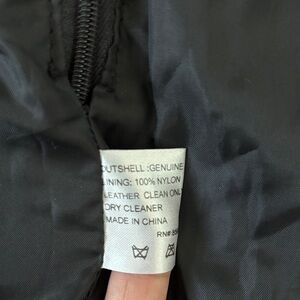 OUTSHELL :GENUINE
LINING: 100% NYLON
LEATHER CLEAN ONL
DRY CLEANER
MADE IN CHINA
RN#